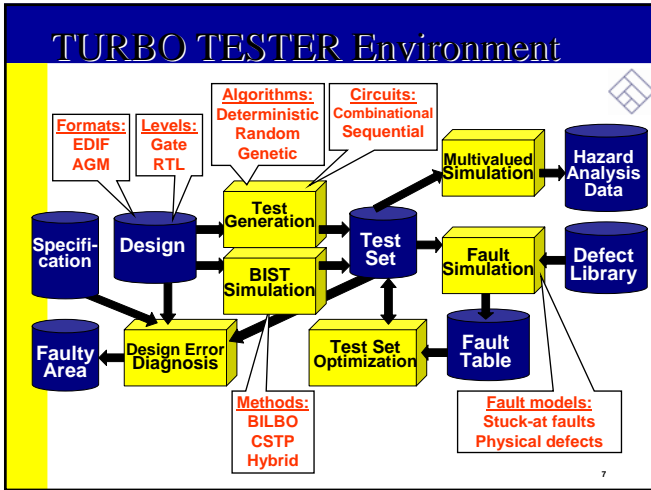 TURBO TESTER Environment
Formats:
EDIF
AGM
Levels:
Gate
RTL
Algorithms:
Deterministic
Random
Genetic
Circuits:
Combinational
Sequential
Specifi-
cation
Design
Test
Generation
BIST
Simulation
Test
Set
Multivalued
Simulation
Hazard
Analysis
Data
Fault
Simulation
Defect
Library
Faulty
Area
Design Error
Diagnosis
Test Set
Optimization
Fault
Table
Methods:
BILBO
CSTP
Hybrid
Fault models:
Stuck-at faults
Physical defects
7